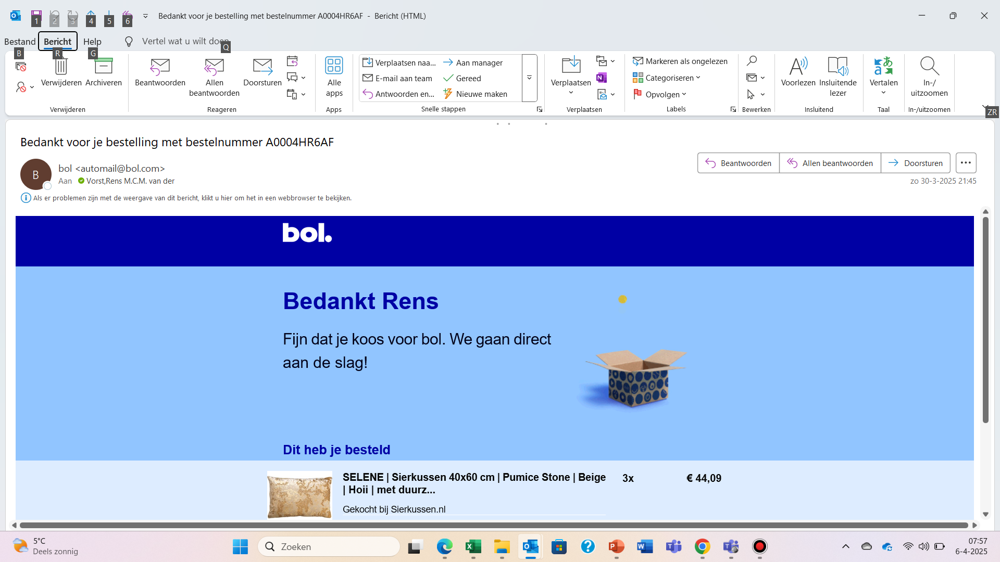 1 2 3 4 5 6 Bedankt voor je bestelling met bestelnummer A0004HR6AF - Bericht (HTML)
Bestand Bericht Help Vertel wat u wilt doen
B R G Q
Verwijderen Archiveren
Verwijderen
Beantwoorden Allen beantwoorden Doorsturen
Reageren
Alle apps
Apps
Verplaatsen naa... Aan manager
E-mail aan team Gereed
Antwoorden en... Nieuwe maken
Snelle stappen
Verplaatsen
Verplaatsen
Markeren als ongelezen
Categoriseren
Opvolgen
Labels
Bewerken
Voorlezen Insluitende lezer
Insluitend
Vertalen
Taal
In-/ uitzoomen
In-/uitzoomen
ZR
Bedankt voor je bestelling met bestelnummer A0004HR6AF
B
bol <automail@bol.com>
Aan Vorst,Rens M.C.M. van der
Beantwoorden Allen beantwoorden Doorsturen
zo 30-3-2025 21:45
Als er problemen zijn met de weergave van dit bericht, klikt u hier om het in een webbrowser te bekijken.
bol.
Bedankt Rens
Fijn dat je koos voor bol. We gaan direct
aan de slag!
Dit heb je besteld
SELENE | Sierkussen 40x60 cm | Pumice Stone | Beige 3x € 44,09
| Hoii | met duurz...
Gekocht bij Sierkussen.nl
5°C
Deels zonnig
Zoeken
07:57
6-4-2025